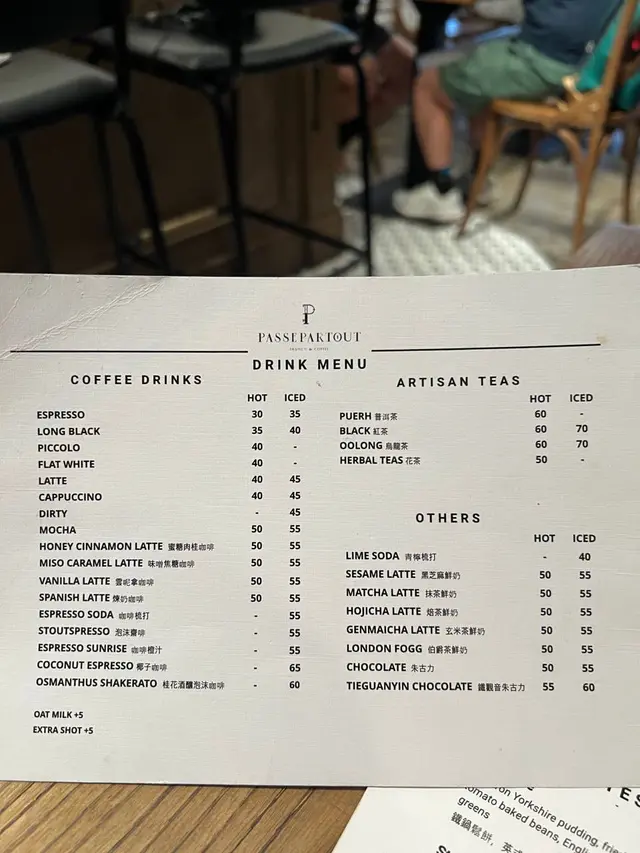 PASSEPARTOUT
DRINK MENU
COFFEE DRINKS
HOT ICED
ESPRESSO 30 35
LONG BLACK 35 40
PICCOLO 40 -
FLAT WHITE 40 -
LATTE 40 45
CAPPUCCINO 40 45
DIRTY - 45
MOCHA 50 55
HONEY CINNAMON LATTE 蜜糖肉桂咖啡 50 55
MISO CARAMEL LATTE 味噌焦糖咖啡 50 55
VANILLA LATTE 雲呢拿咖啡 50 55
SPANISH LATTE 煉奶咖啡 50 55
ESPRESSO SODA 咖啡梳打 - 55
STOUTSPRESSO 泡沫齋啡 - 55
ESPRESSO SUNRISE 咖啡橙汁 - 55
COCONUT ESPRESSO 椰子咖啡 - 65
OSMANTHUS SHAKERATO 桂花酒釀泡沫咖啡 - 60
OAT MILK +5
EXTRA SHOT +5
ARTISAN TEAS
HOT ICED
PUERH 普洱茶 60 -
BLACK 紅茶 60 70
OOLONG 烏龍茶 60 70
HERBAL TEAS 花茶 50 -
OTHERS
HOT ICED
LIME SODA 青檸梳打 - 40
SESAME LATTE 黑芝麻鮮奶 50 55
MATCHA LATTE 抹茶鮮奶 50 55
HOJICHA LATTE 焙茶鮮奶 50 55
GENMAICHA LATTE 玄米茶鮮奶 50 55
LONDON FOGG 伯爵茶鮮奶 50 55
CHOCOLATE 朱古力 50 55
TIEGUANYIN CHOCOLATE 鐵觀音朱古力 55 60
Yorkshire pudding,
tomato baked beans,
greens
鐵鍋鬆餅,